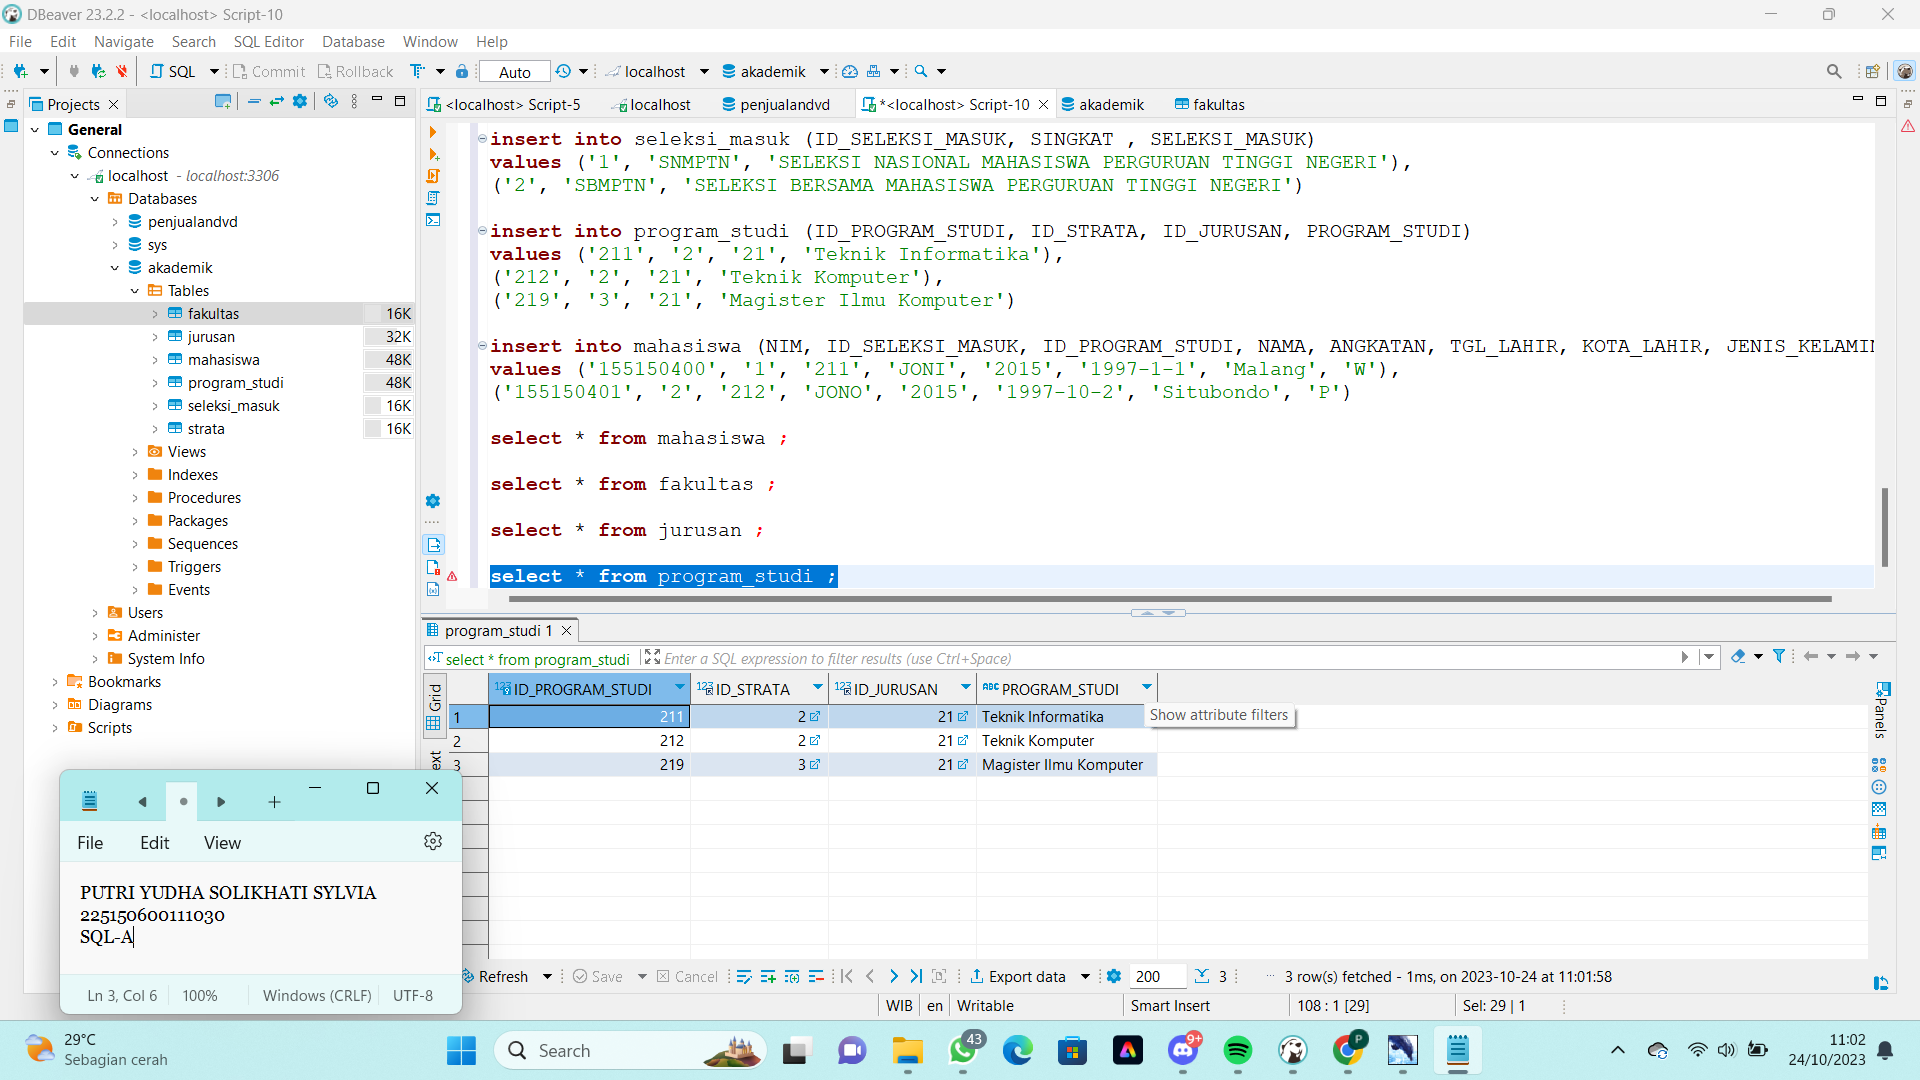 DBeaver 23.2.2 - <localhost> Script-10
File Edit Navigate Search SQL Editor Database Window Help
SQL Commit Rollback Auto localhost akademik
Projects
<localhost> Script-5 localhost penjualandvd *<localhost> Script-10 akademik fakultas
General
Connections
localhost - localhost:3306
Databases
penjualandvd
sys
akademik
Tables
fakultas 16K
jurusan 32K
mahasiswa 48K
program_studi 48K
seleksi_masuk 16K
strata 16K
Views
Indexes
Procedures
Packages
Sequences
Triggers
Events
Users
Administer
System Info
Bookmarks
Diagrams
Scripts
insert into seleksi_masuk (ID_SELEKSI_MASUK, SINGKAT , SELEKSI_MASUK)
values ('1', 'SNMPTN', 'SELEKSI NASIONAL MAHASISWA PERGURUAN TINGGI NEGERI'),
('2', 'SBMPTN', 'SELEKSI BERSAMA MAHASISWA PERGURUAN TINGGI NEGERI')
insert into program_studi (ID_PROGRAM_STUDI, ID_STRATA, ID_JURUSAN, PROGRAM_STUDI)
values ('211', '2', '21', 'Teknik Informatika'),
('212', '2', '21', 'Teknik Komputer'),
('219', '3', '21', 'Magister Ilmu Komputer')
insert into mahasiswa (NIM, ID_SELEKSI_MASUK, ID_PROGRAM_STUDI, NAMA, ANGKATAN, TGL_LAHIR, KOTA_LAHIR, JENIS_KELAMIN
values ('155150400', '1', '211', 'JONI', '2015', '1997-1-1', 'Malang', 'W'),
('155150401', '2', '212', 'JONO', '2015', '1997-10-2', 'Situbondo', 'P')
select * from mahasiswa ;
select * from fakultas ;
select * from jurusan ;
select * from program_studi ;
program_studi 1
select * from program_studi Enter a SQL expression to filter results (use Ctrl+Space)
Grid
ext
Panels
ID_PROGRAM_STUDI ID_STRATA ID_JURUSAN PROGRAM_STUDI
1 211 2 21 Teknik Informatika
2 212 2 21 Teknik Komputer
3 219 3 21 Magister Ilmu Komputer
Show attribute filters
Refresh Save Cancel Export data 200 3 ... 3 row(s) fetched - 1ms, on 2023-10-24 at 11:01:58
WIB en Writable Smart Insert 108 : 1 [29] Sel: 29 | 1
File Edit View
PUTRI YUDHA SOLIKHATI SYLVIA
225150600111030
SQL-A
Ln 3, Col 6 100% Windows (CRLF) UTF-8
29°C
Sebagian cerah
Search
43
9+
P
11:02
24/10/2023